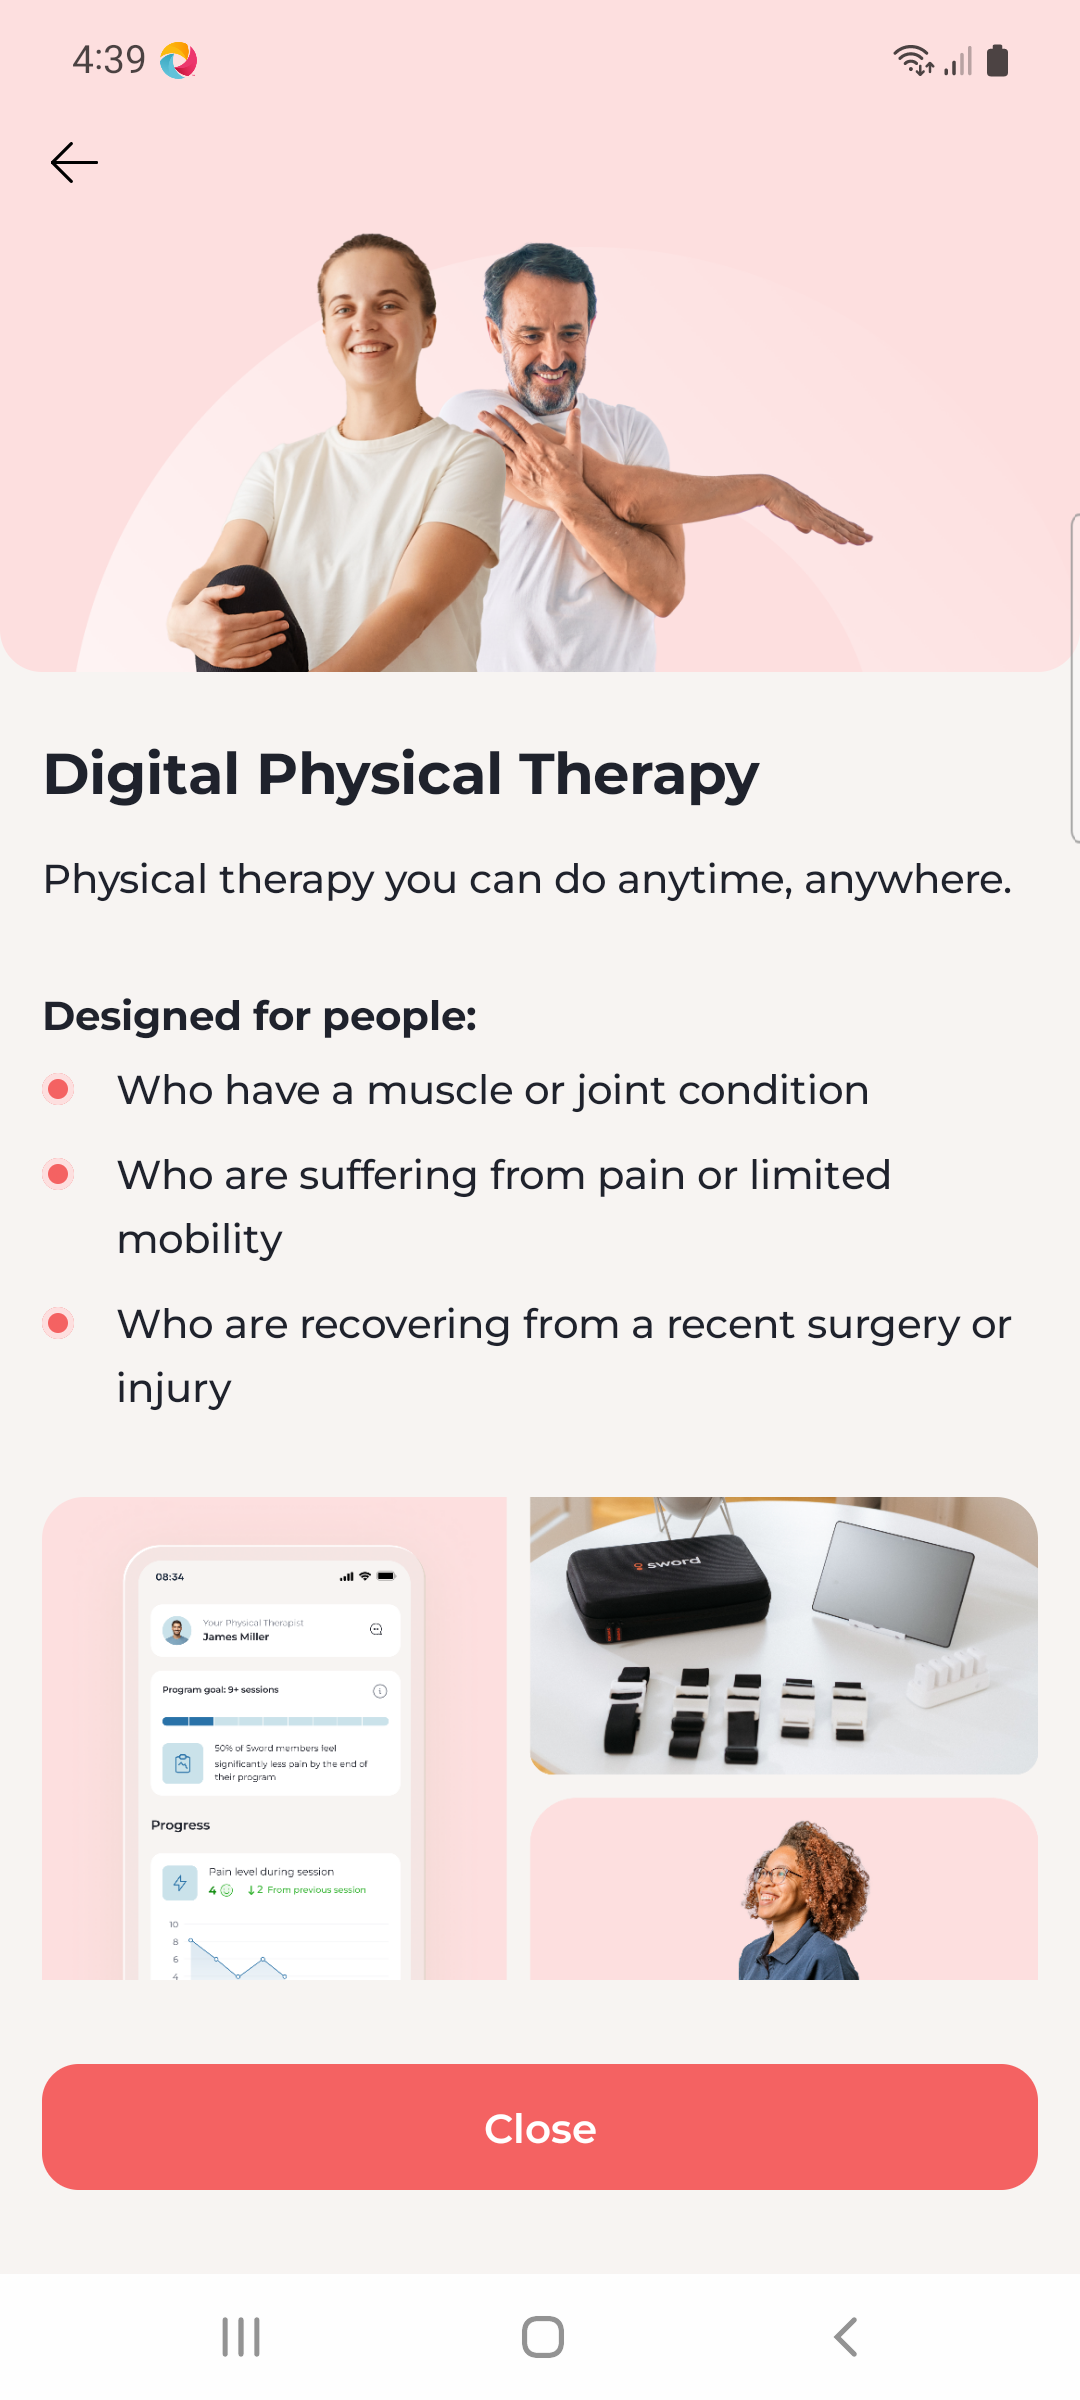 4:39
Digital Physical Therapy
Physical therapy you can do anytime, anywhere.
Designed for people:
Who have a muscle or joint condition
Who are suffering from pain or limited
mobility
Who are recovering from a recent surgery or
injury
08:34
Your Physical Therapist
James Miller
Program goal: 9+ sessions
50% of Sword members feel
significantly less pain by the end of
their program
Progress
Pain level during session
4 ↓2 From previous session
10
8
6
4
sword
Close